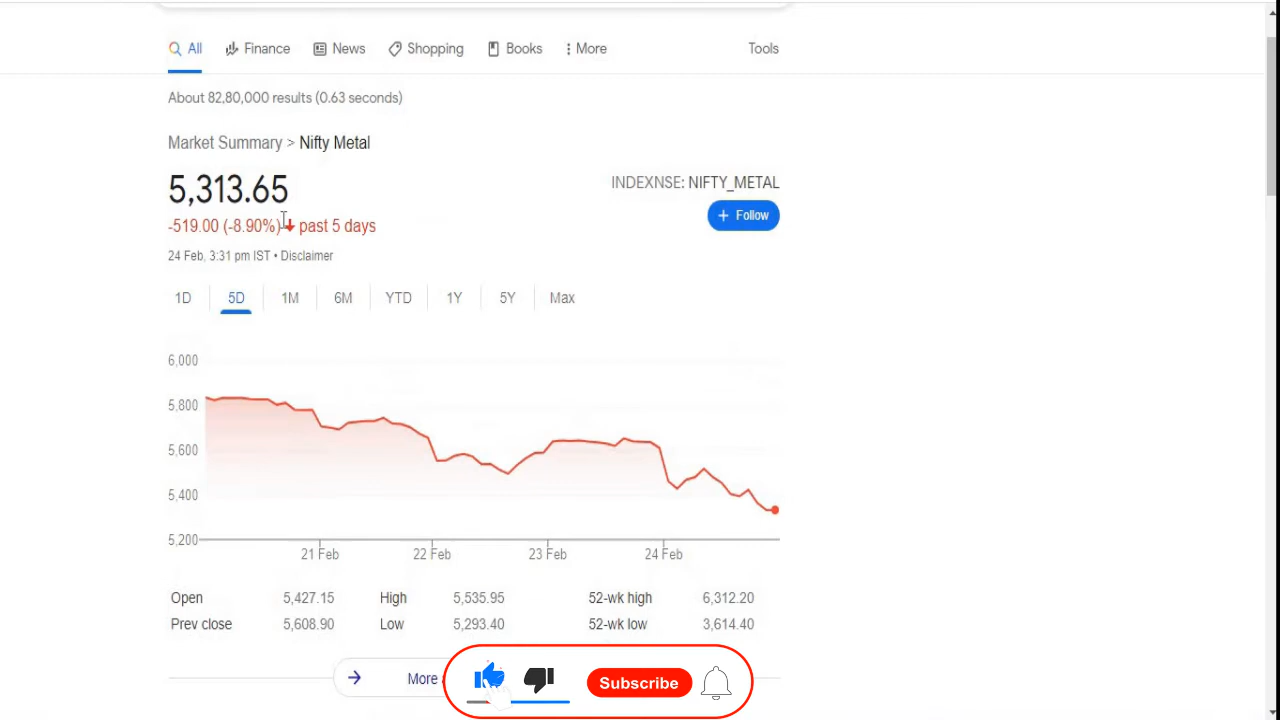 All Finance News Shopping Books More Tools
About 82,80,000 results (0.63 seconds)
Market Summary > Nifty Metal
5,313.65
INDEXNSE: NIFTY_METAL
-519.00 (-8.90%) past 5 days
+ Follow
24 Feb, 3:31 pm IST • Disclaimer
1D 5D 1M 6M YTD 1Y 5Y Max
6,000
5,800
5,600
5,400
5,200
21 Feb 22 Feb 23 Feb 24 Feb
Open 5,427.15 High 5,535.95 52-wk high 6,312.20
Prev close 5,608.90 Low 5,293.40 52-wk low 3,614.40
More
Subscribe